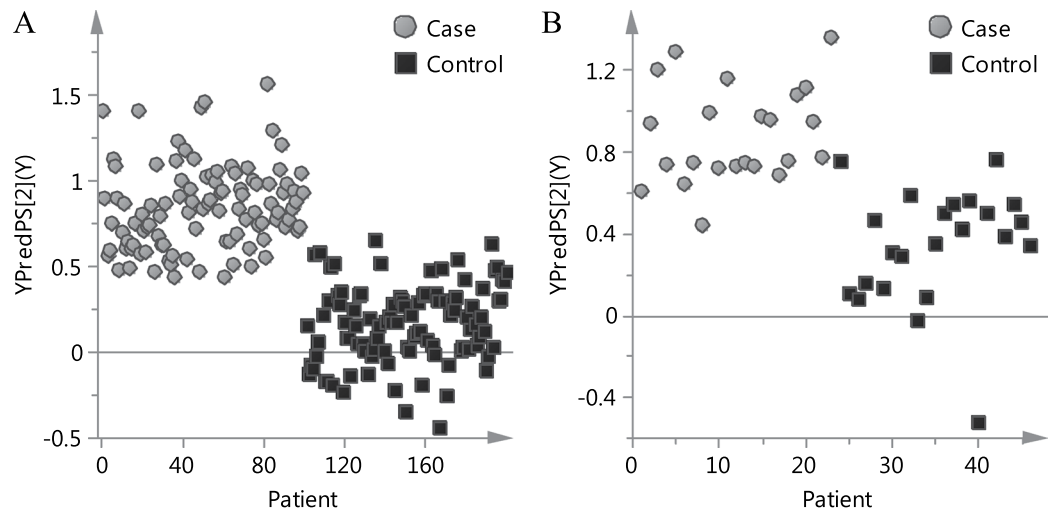 A
Case
Control
YPredPS[2](Y)
1.5
1
0.5
0
-0.5
0
40
80
120
160
Patient
B
Case
Control
YPredPS[2](Y)
1.2
0.8
0.4
0
-0.4
0
10
20
30
40
Patient